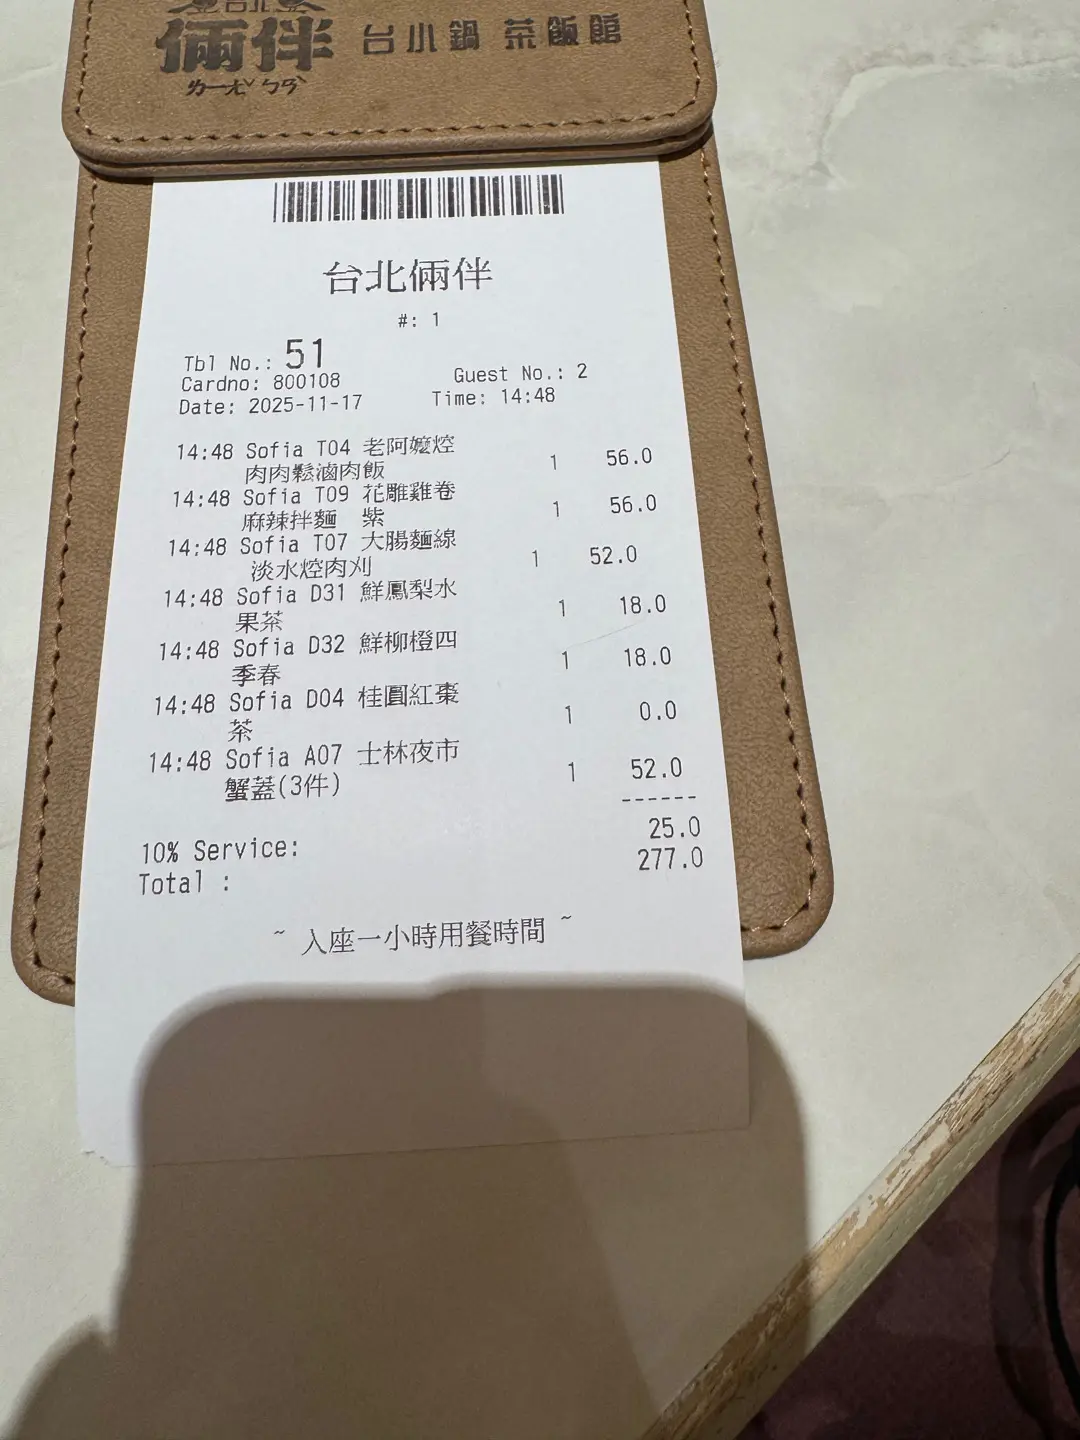 台北
倆伴 台小鍋 茶飯館
ㄌㄧㄤˇ ㄅㄢˋ
台北倆伴
#: 1
Tbl No.: 51
Cardno: 800108 Guest No.: 2
Date: 2025-11-17 Time: 14:48
14:48 Sofia T04 老阿嬤焢
肉肉鬆滷肉飯 1 56.0
14:48 Sofia T09 花雕雞卷
麻辣拌麵 紫 1 56.0
14:48 Sofia T07 大腸麵線
淡水焢肉刈 1 52.0
14:48 Sofia D31 鮮鳳梨水
果茶 1 18.0
14:48 Sofia D32 鮮柳橙四
季春 1 18.0
14:48 Sofia D04 桂圓紅棗
茶 1 0.0
14:48 Sofia A07 士林夜市
蟹蓋(3件) 1 52.0
------
10% Service: 25.0
Total : 277.0
~ 入座一小時用餐時間 ~